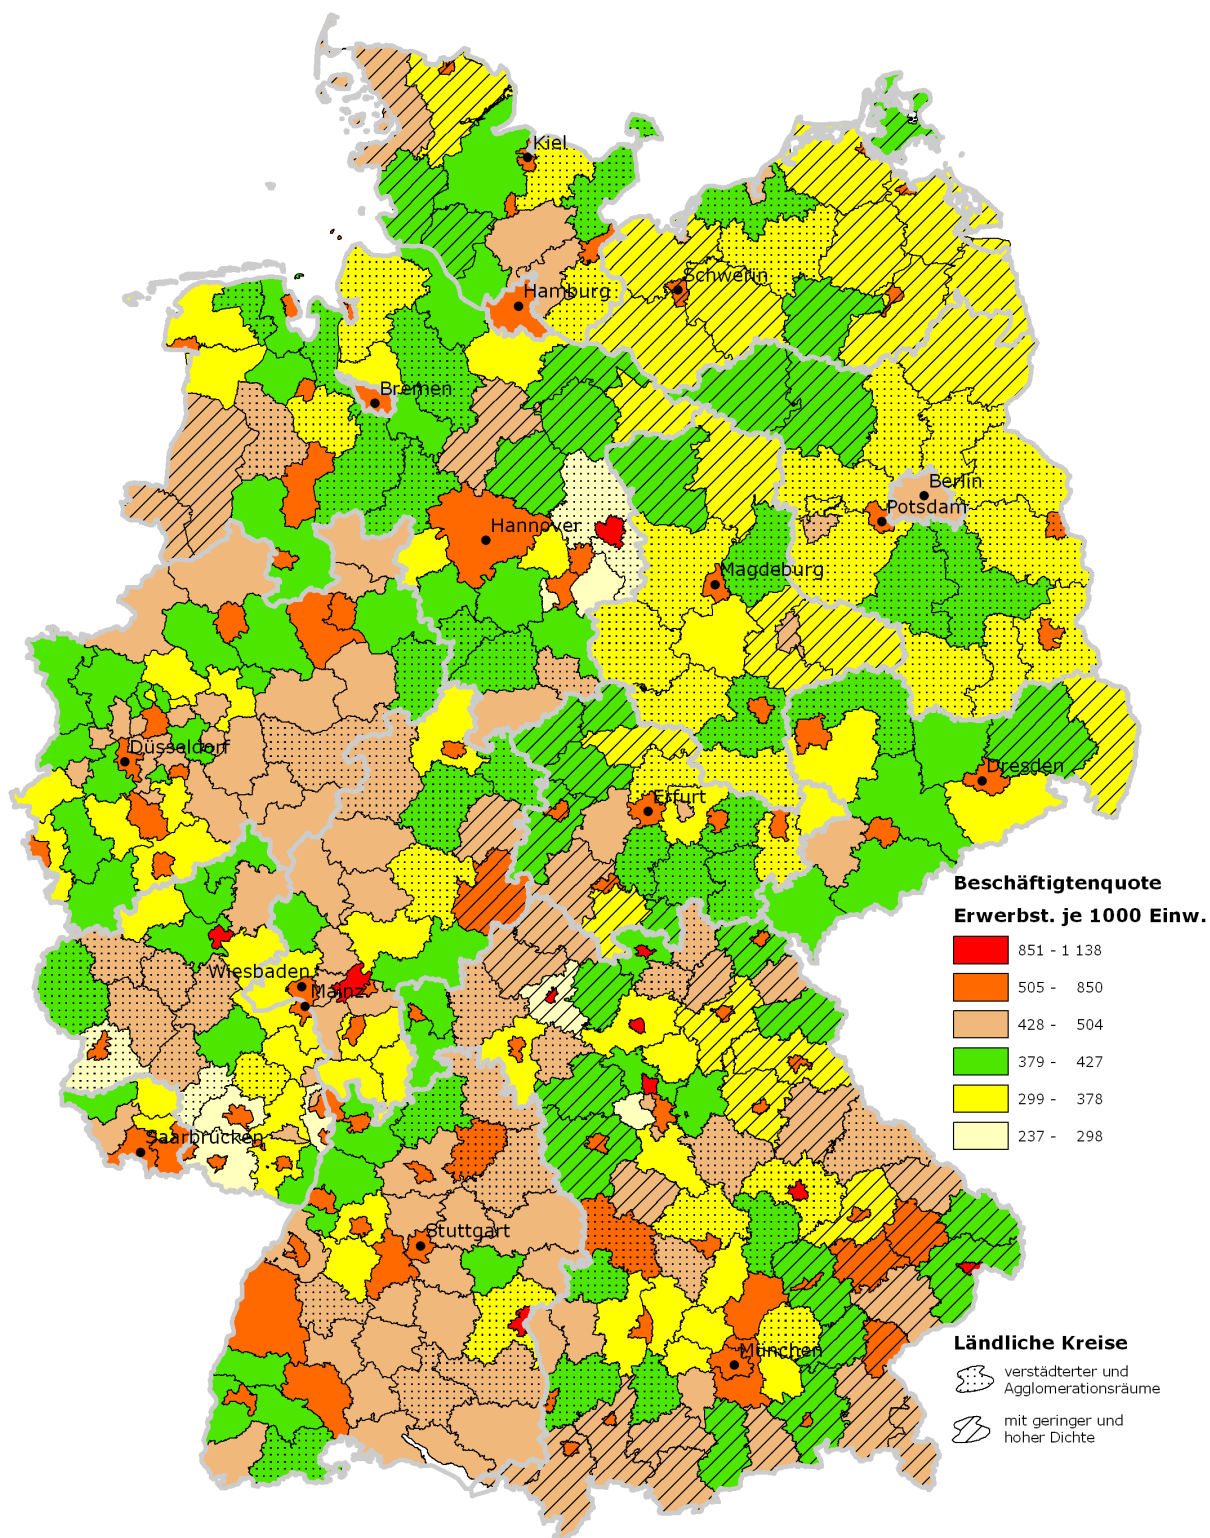 Kiel
Schwerin
Hamburg
Bremen
Berlin
Potsdam
Hannover
Magdeburg
Düsseldorf
Dresden
Erfurt
Wiesbaden
Mainz
Saarbrücken
Stuttgart
München
Beschäftigtenquote
Erwerbst. je 1000 Einw.
851 - 1 138
505 - 850
428 - 504
379 - 427
299 - 378
237 - 298
Ländliche Kreise
verstädterter und
Agglomerationsräume
mit geringer und
hoher Dichte